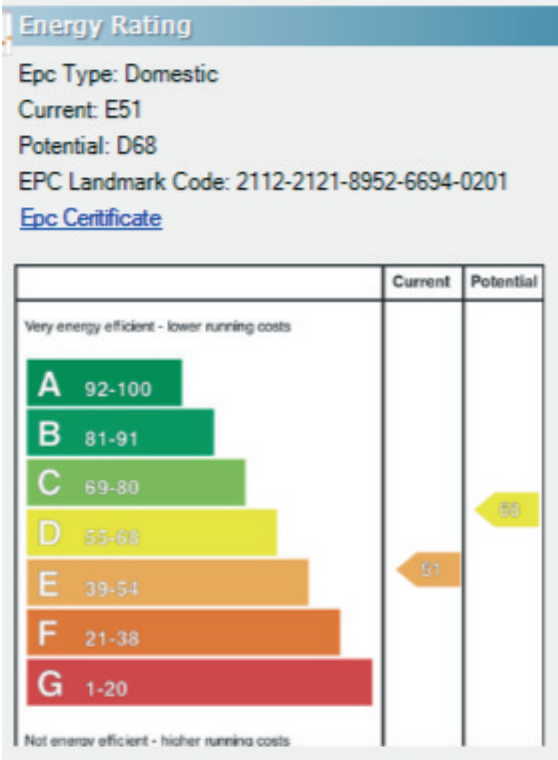 Energy Rating
Epc Type: Domestic
Current: E51
Potential: D68
EPC Landmark Code: 2112-2121-8952-6694-0201
Epc Ceritificate
Current Potential
Very energy efficient - lower running costs
A 92-100
B 81-91
C 69-80
68
D 55-68
E 39-54 51
F 21-38
G 1-20
Not energy efficient - higher running costs